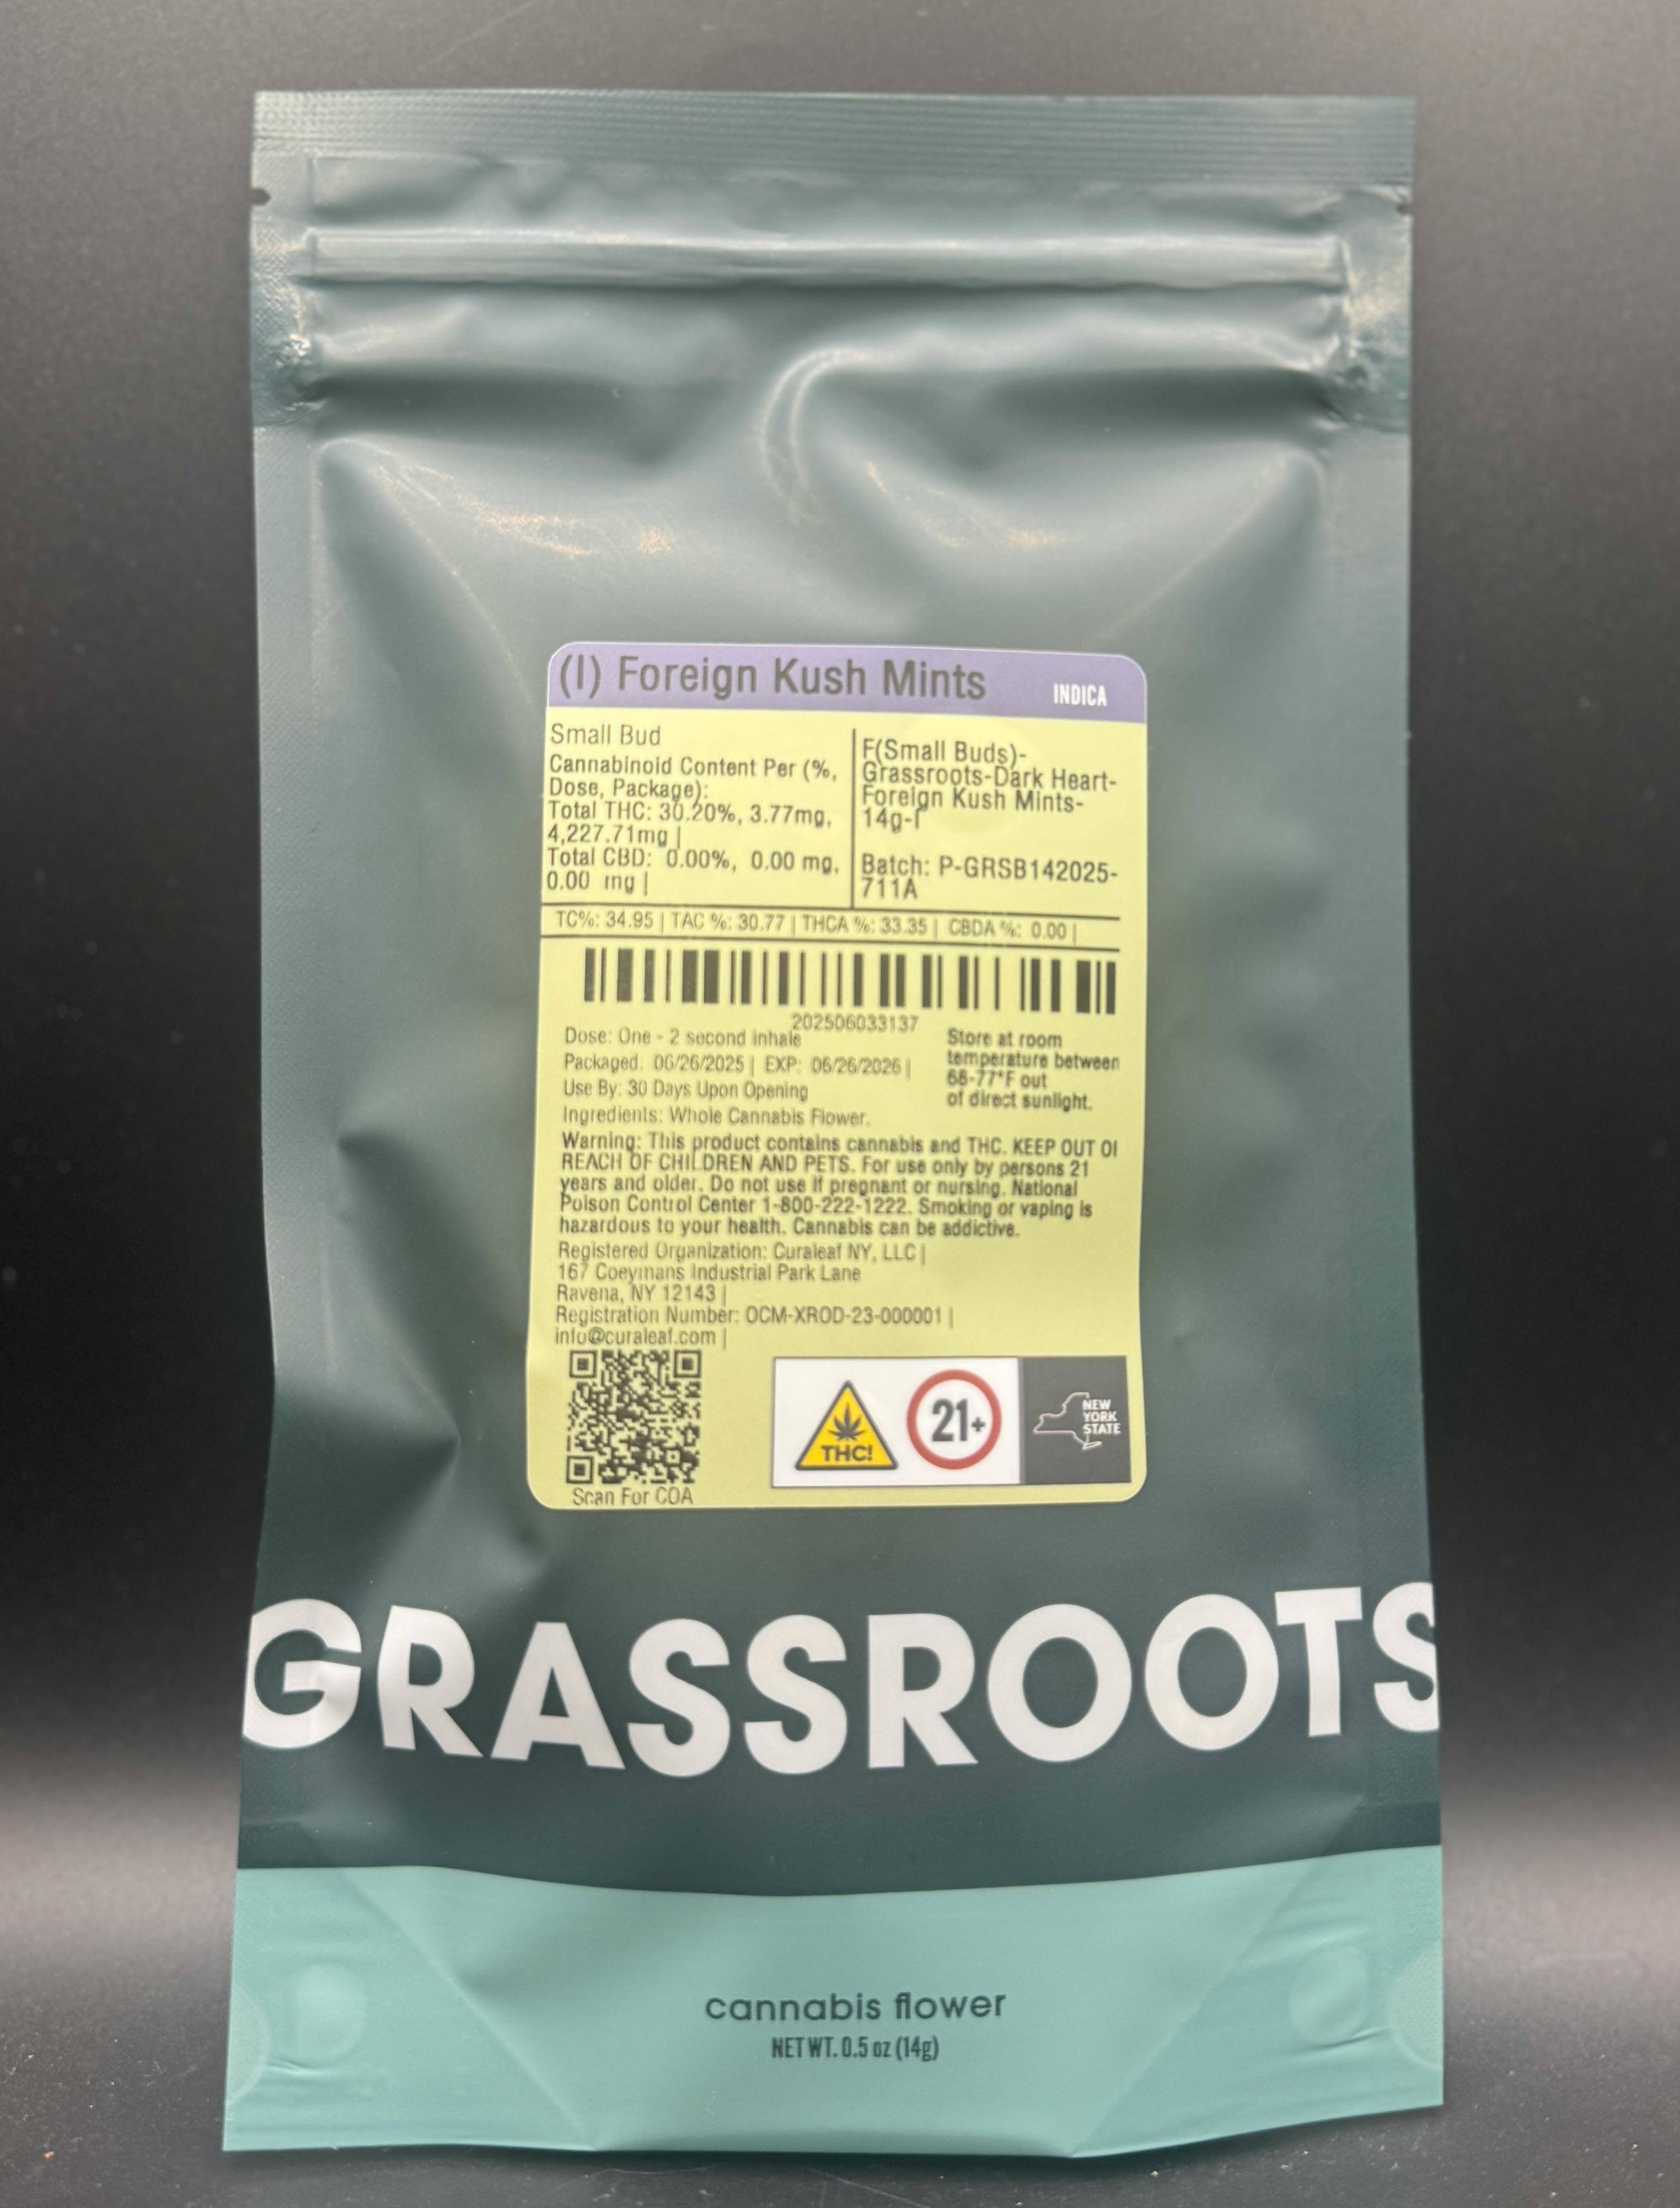 (I) Foreign Kush Mints
INDICA
Small Bud
Cannabinoid Content Per (%,
Dose, Package):
Total THC: 30.20%, 3.77mg,
4,227.71mg |
Total CBD: 0.00%, 0.00 mg,
0.00 mg |
F(Small Buds)-
Grassroots-Dark Heart-
Foreign Kush Mints-
14g-I
Batch: P-GRSB142025-
711A
TC%: 34.95 | TAC %: 30.77 | THCA %: 33.35 | CBDA %: 0.00 |
202506033137
Dose: One - 2 second inhale
Packaged: 06/26/2025 | EXP: 06/26/2026 |
Use By: 30 Days Upon Opening
Ingredients: Whole Cannabis Flower.
Store at room
temperature between
68-77°F out
of direct sunlight.
Warning: This product contains cannabis and THC. KEEP OUT OF
REACH OF CHILDREN AND PETS. For use only by persons 21
years and older. Do not use if pregnant or nursing. National
Poison Control Center 1-800-222-1222. Smoking or vaping is
hazardous to your health. Cannabis can be addictive.
Registered Organization: Curaleaf NY, LLC |
167 Coeymans Industrial Park Lane
Ravena, NY 12143 |
Registration Number: OCM-XROD-23-000001 |
info@curaleaf.com |
Scan For COA
THC!
21+
NEW
YORK
STATE
GRASSROOTS
cannabis flower
NET WT. 0.5 oz (14g)